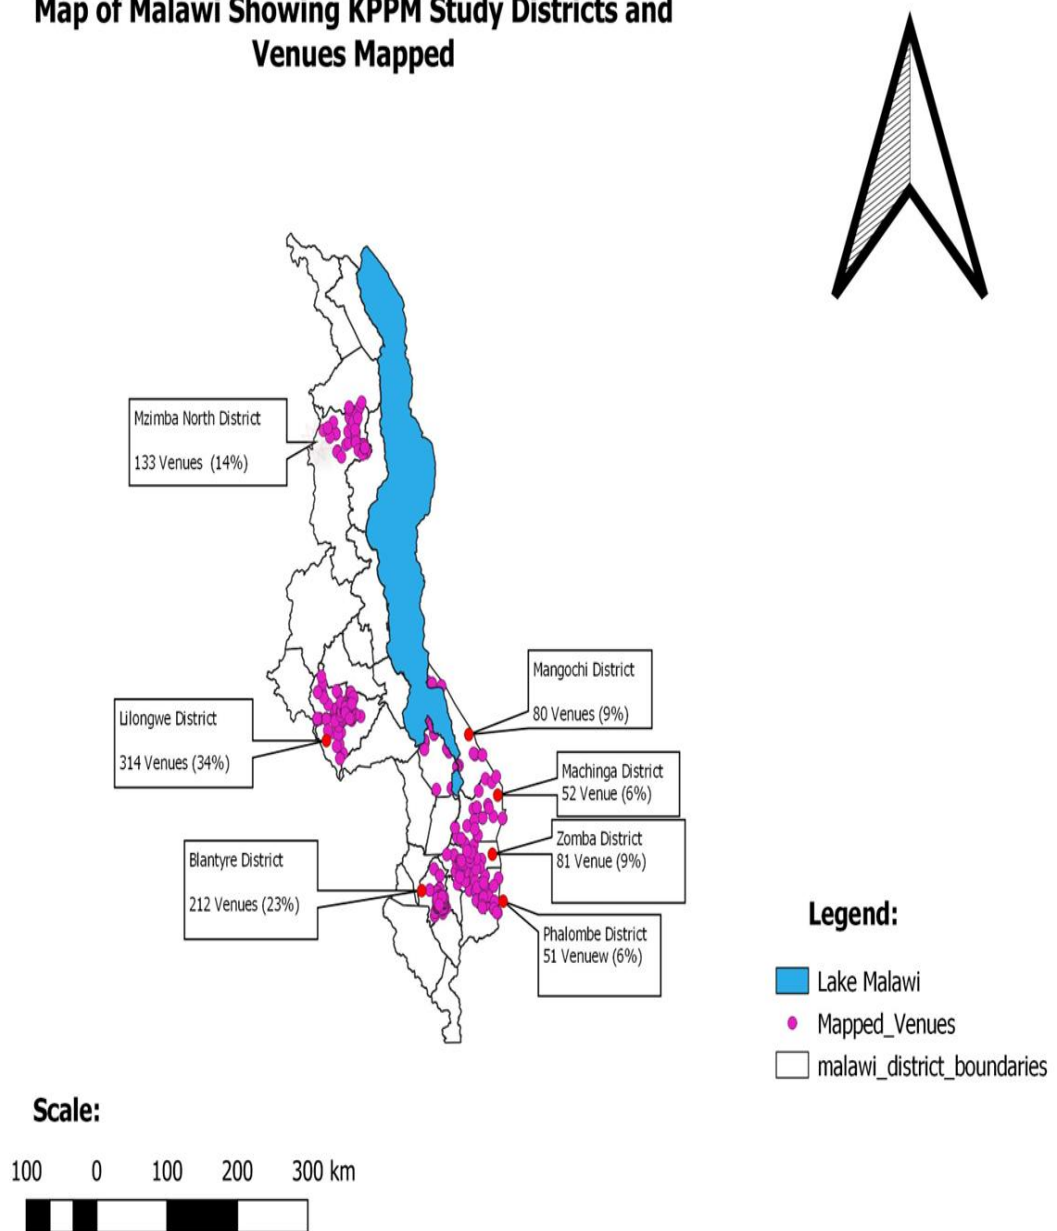 Map of Malawi Showing KPPM Study Districts and
Venues Mapped
Mzimba North District
133 Venues (14%)
Mangochi District
80 Venues (9%)
Lilongwe District
314 Venues (34%)
Machinga District
52 Venue (6%)
Zomba District
81 Venue (9%)
Blantyre District
212 Venues (23%)
Phalombe District
51 Venuew (6%)
Legend:
Lake Malawi
Mapped_Venues
malawi_district_boundaries
Scale:
100 0 100 200 300 km